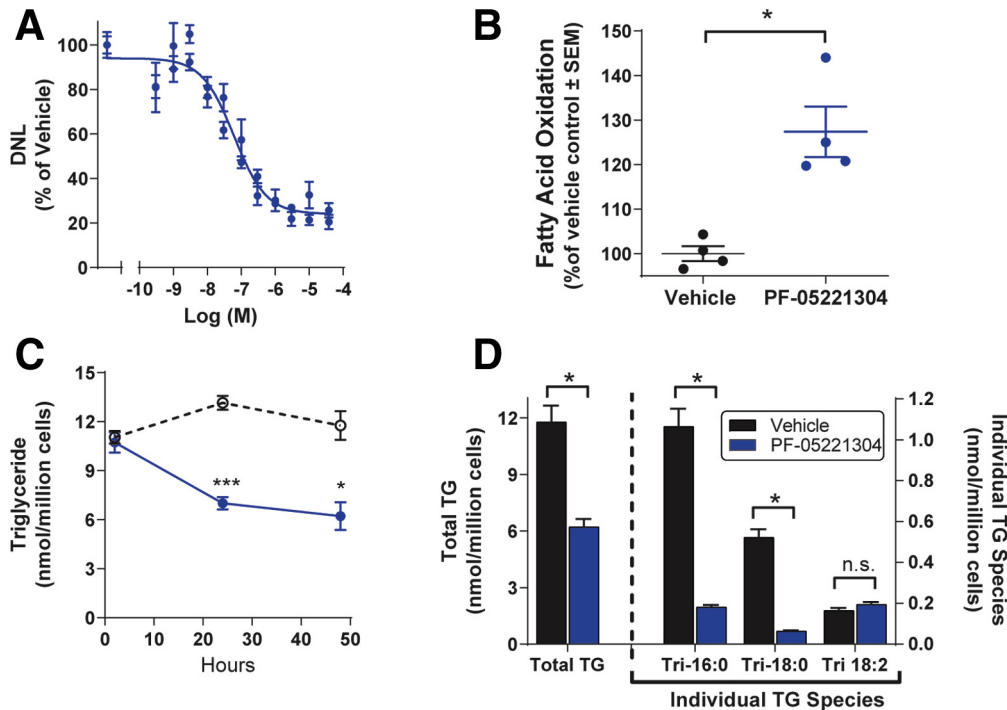 A
DNL
(% of Vehicle)
100
80
60
40
20
0
-10 -9 -8 -7 -6 -5 -4
Log (M)
B
*
Fatty Acid Oxidation
(%of vehicle control ± SEM)
150
140
130
120
110
100
Vehicle PF-05221304
C
Triglyceride
(nmol/million cells)
15
12
9
6
3
0
***
*
0 10 20 30 40 50
Hours
D
Total TG
(nmol/million cells)
12
9
6
3
0
*
*
*
n.s.
Vehicle
PF-05221304
1.2
1.0
0.8
0.6
0.4
0.2
0.0
Individual TG Species
(nmol/million cells)
Total TG Tri-16:0 Tri-18:0 Tri 18:2
Individual TG Species